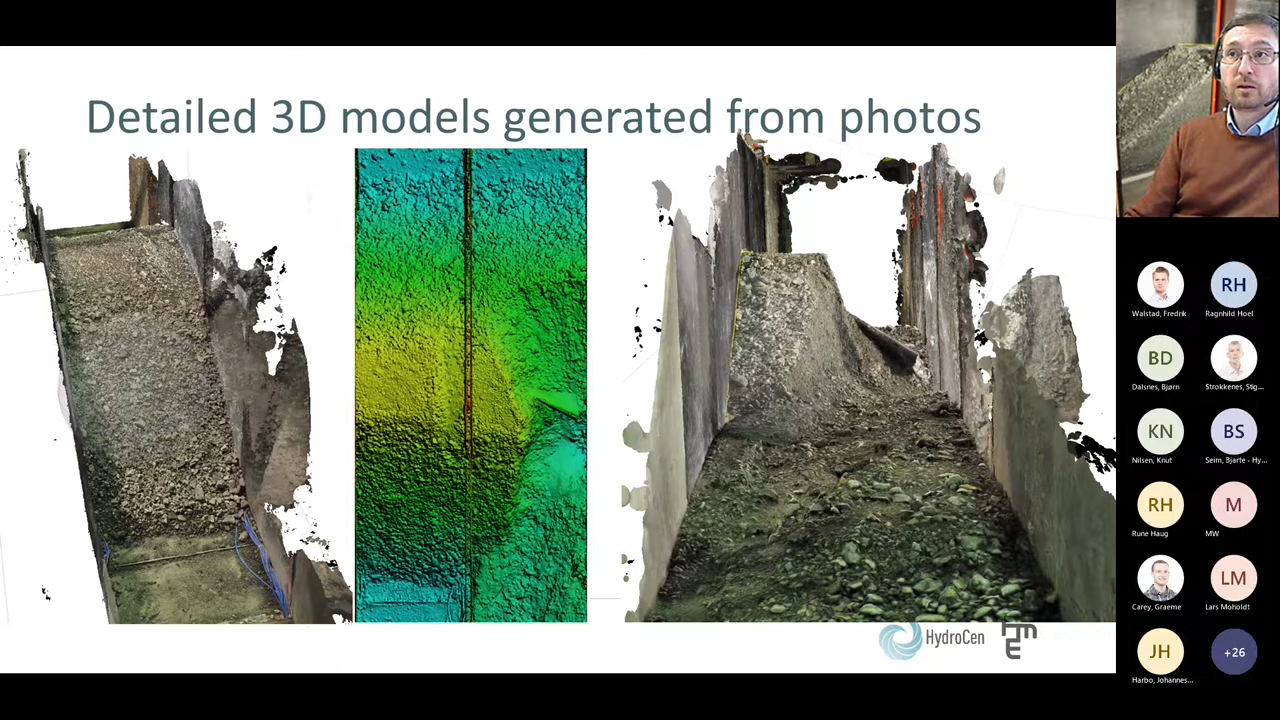 Detailed 3D models generated from photos
HydroCen
RH
Walstad, Fredrik
Ragnhild Hoel
BD
Dalsnes, Bjørn
Strokkenes, Stig...
KN
BS
Nilsen, Knut
Seim, Bjarte - Hy...
RH
M
Rune Haug
MW
LM
Carey, Graeme
Lars Moholdt
JH
+26
Harbo, Johannes...